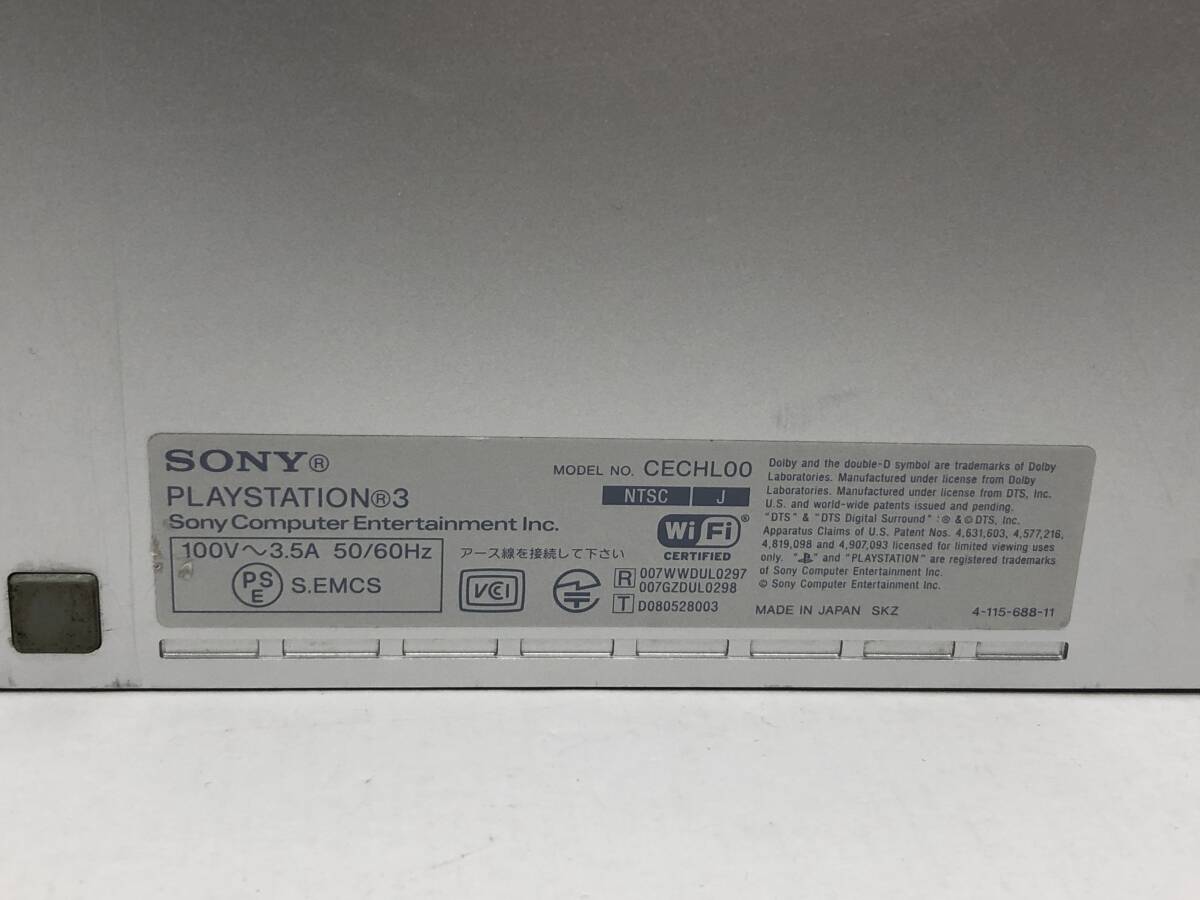 SONY®
PLAYSTATION®3
Sony Computer Entertainment Inc.
100V～3.5A 50/60Hz
PSE S.EMCS
MODEL NO. CECHL00
NTSC J
アース線を接続して下さい
Wi Fi®
CERTIFIED
VCCI
R 007WWDUL0297
007GZDUL0298
T D080528003
Dolby and the double-D symbol are trademarks of Dolby
Laboratories. Manufactured under license from Dolby
Laboratories. Manufactured under license from DTS, Inc.
U.S. and world-wide patents issued and pending.
"DTS" & "DTS Digital Surround" :® & © DTS, Inc.
Apparatus Claims of U.S. Patent Nos. 4,631,603, 4,577,216,
4,819,098 and 4,907,093 licensed for limited viewing uses
only. " " and "PLAYSTATION" are registered trademarks
of Sony Computer Entertainment Inc.
© Sony Computer Entertainment Inc.
MADE IN JAPAN SKZ
4-115-688-11